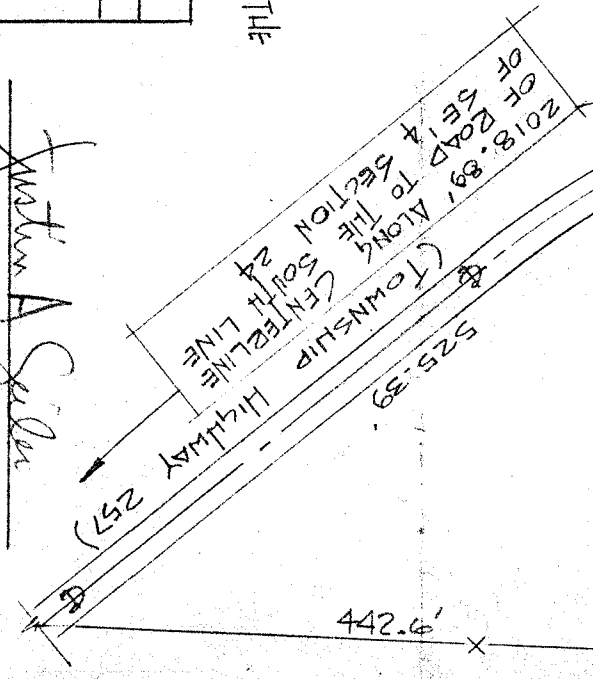 THE
2018.89' ALONG CENTERLINE
OF ROAD TO THE SOUTH LINE
OF SE 1/4 SECTION 24
(TOWNSHIP HIGHWAY 257)
525.39'
442.6'
Justin A Seiler